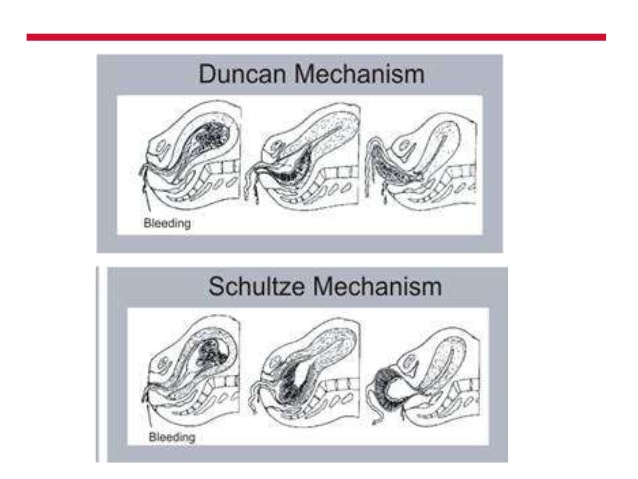 Duncan Mechanism
Bleeding
Schultze Mechanism
Bleeding